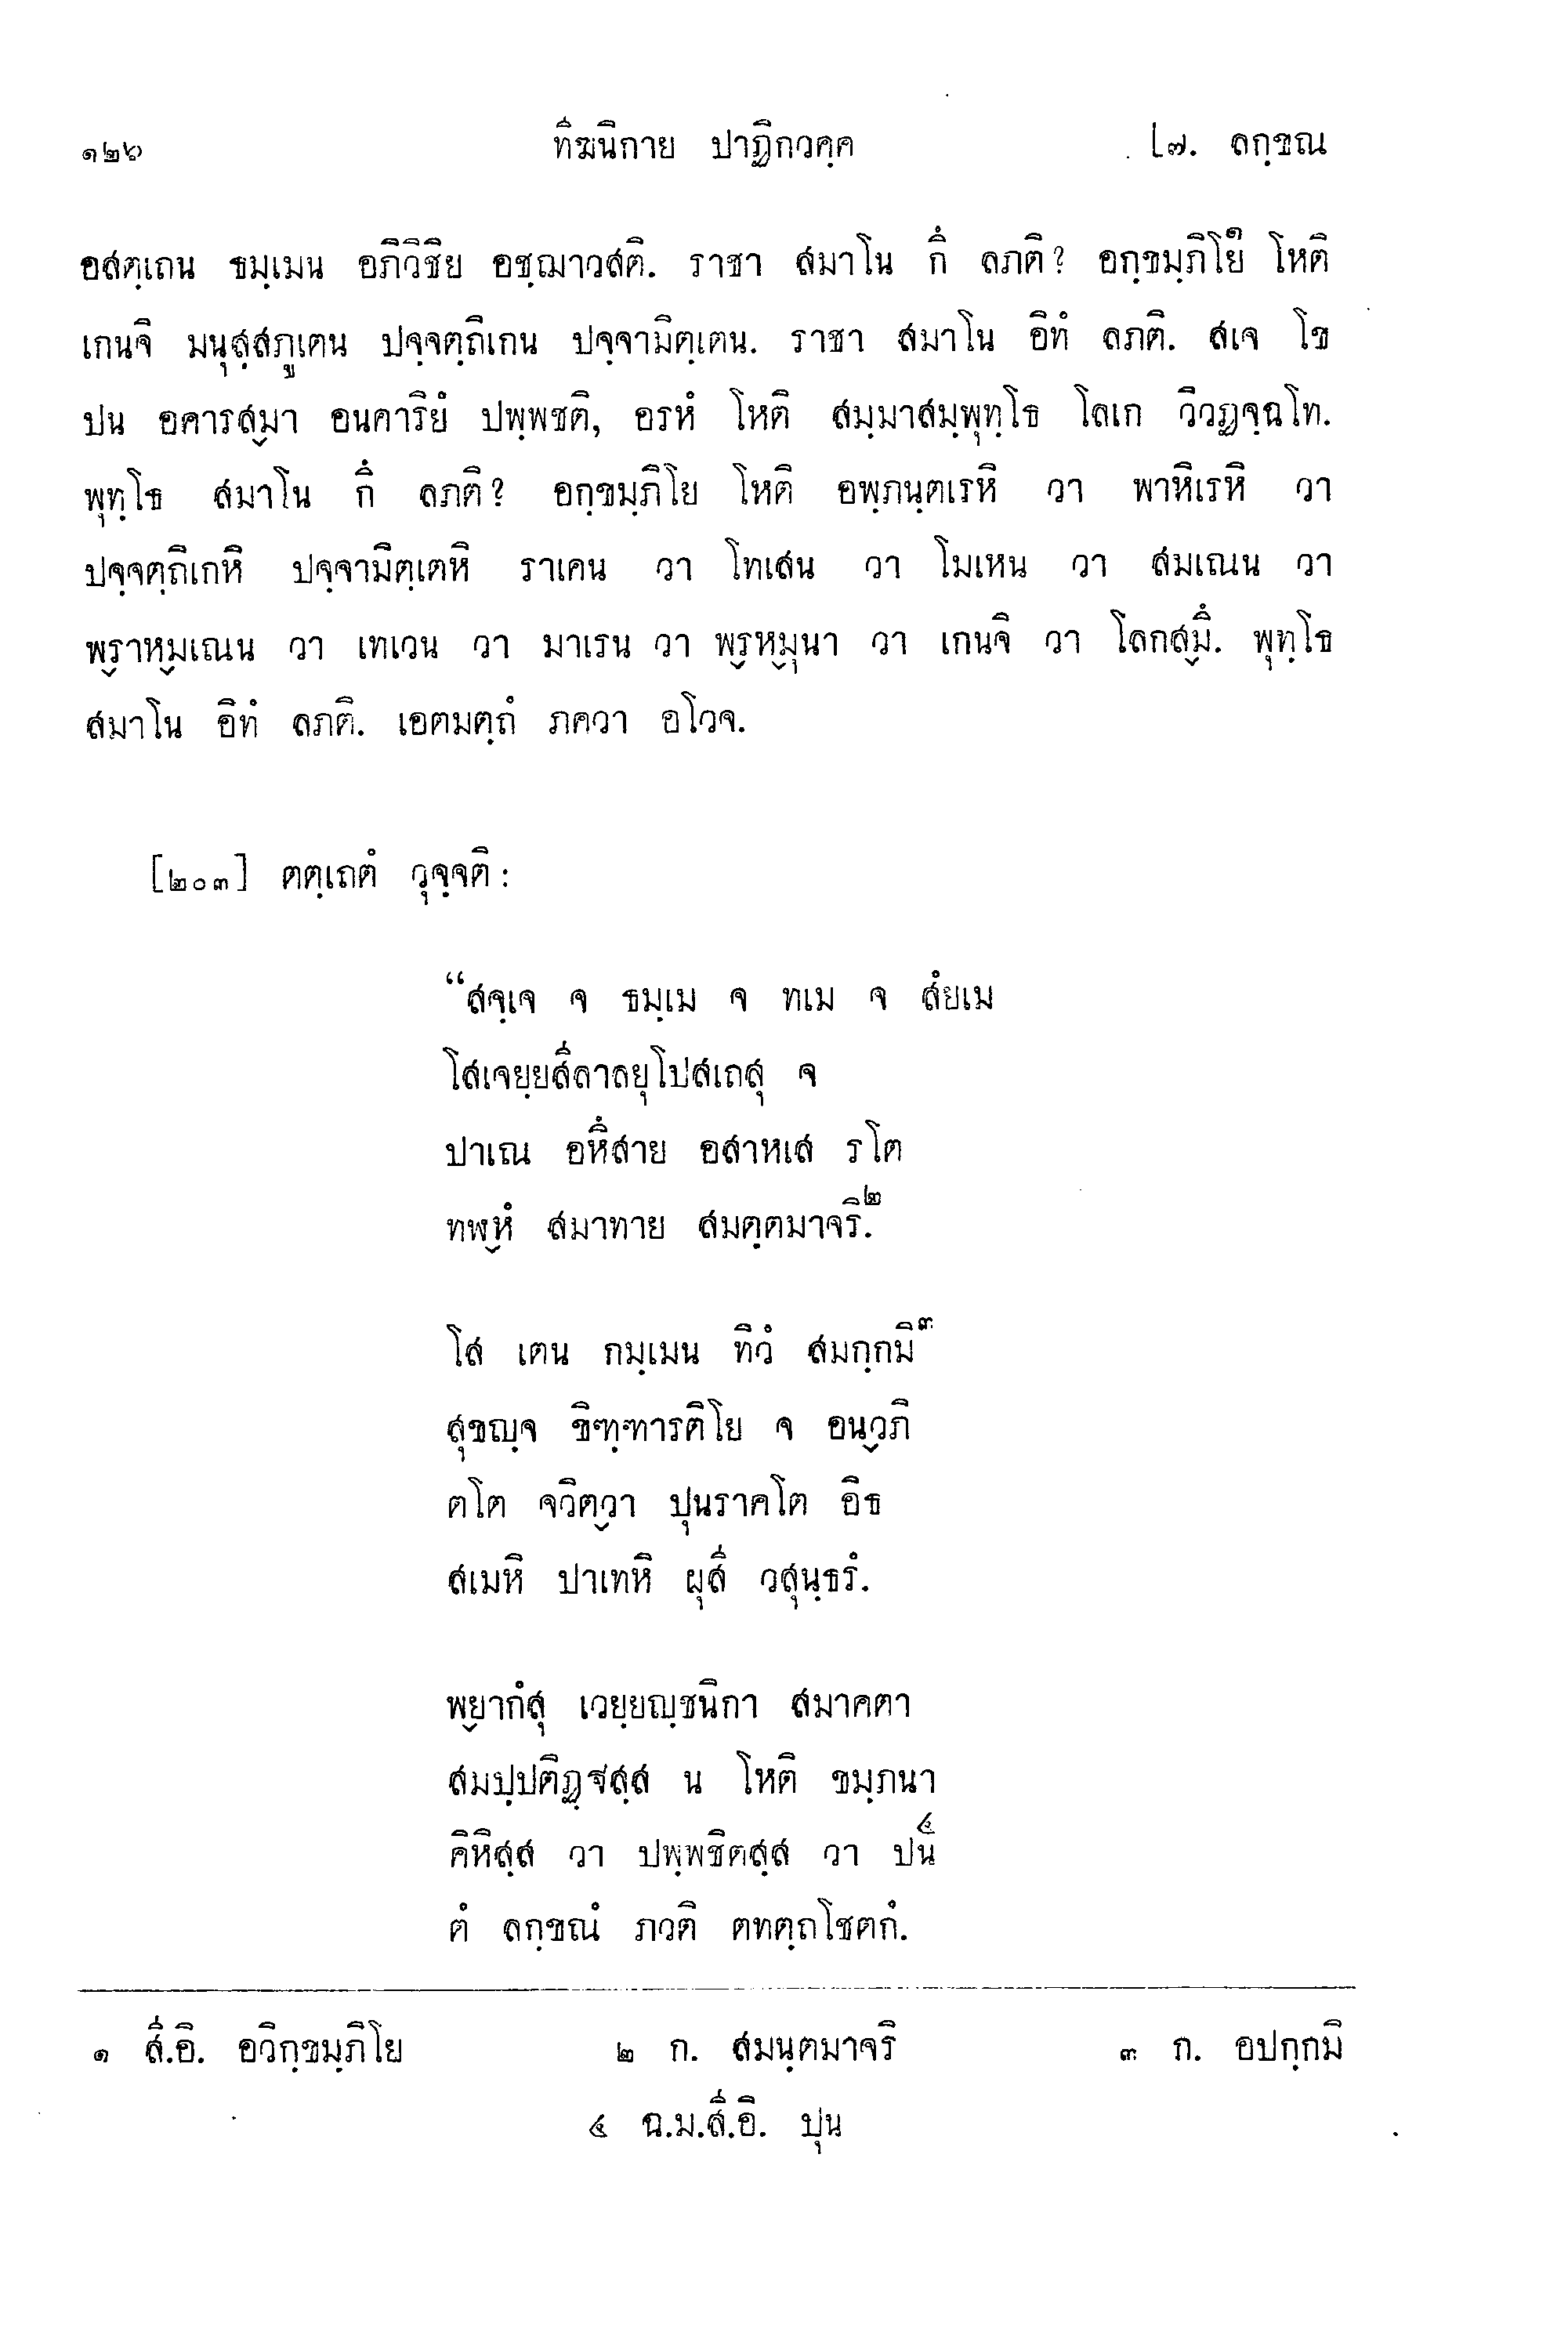 ๑๒๖ ทีฆนิกาย ปาฏิกวคฺค [๗. ลกฺขณ
อสตฺเถน ธมฺเมน อภิวิชิย อชฺฌาวสติ. ราชา สมาโน กึ ลภติ? อกฺขมฺภิโย๑ โหติ
เกนจิ มนุสฺสภูเตน ปจฺจตฺถิเกน ปจฺจามิตฺเตน. ราชา สมาโน อิทํ ลภติ. สเจ โข
ปน อคารสฺมา อนคาริยํ ปพฺพชติ, อรหํ โหติ สมฺมาสมฺพุทฺโธ โลเก วิวฏจฺฉโท.
พุทฺโธ สมาโน กึ ลภติ? อกฺขมฺภิโย โหติ อพฺภนฺตเรหิ วา พาหิเรหิ วา
ปจฺจตฺถิเกหิ ปจฺจามิตฺเตหิ ราเคน วา โทเสน วา โมเหน วา สมเณน วา
พฺราหฺมเณน วา เทเวน วา มาเรน วา พฺรหฺมุนา วา เกนจิ วา โลกสฺมึ. พุทฺโธ
สมาโน อิทํ ลภติ. เอตมตฺถํ ภควา อโวจ.
[๒๐๓] ตตฺเถตํ วุจฺจติ :
“สจฺเจ จ ธมฺเม จ ทเม จ สํยเม
โสเจยฺยสีลาลยุโปสเถสุ จ
ปาเณ อหึสาย อสาหเส รโต
ทฬฺหํ สมาทาย สมตฺตมาจริ.๒
โส เตน กมฺเมน ทิวํ สมกฺกมิ๓
สุขญฺจ ขิฑฺฑารติโย จ อนฺวภิ
ตโต จวิตฺวา ปุนราคโต อิธ
สเมหิ ปาเทหิ ผุสี วสุนฺธรํ.
พฺยากํสุ เวยฺยญฺชนิกา สมาคตา
สมปฺปติฏฺฐสฺส น โหติ ขมฺภนา
คิหิสฺส วา ปพฺพชิตสฺส วา ปน๔ิ
ตํ ลกฺขณํ ภวติ ตทตฺถโชตกํ.
๑ สี.อิ. อวิกฺขมฺภิโย ๒ ก. สมนฺตมาจริ ๓ ก. อปกฺกมิ
๔ ฉ.ม.สี.อิ. ปุน